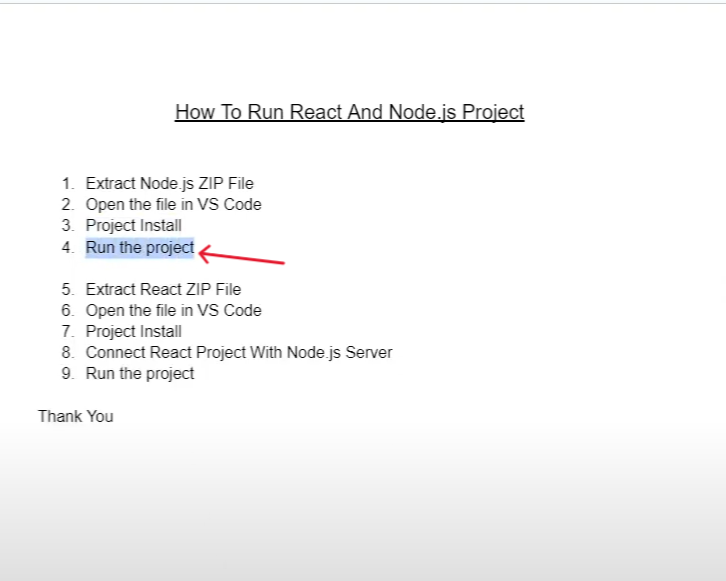 How To Run React And Node.js Project
1. Extract Node.js ZIP File
2. Open the file in VS Code
3. Project Install
4. Run the project
5. Extract React ZIP File
6. Open the file in VS Code
7. Project Install
8. Connect React Project With Node.js Server
9. Run the project
Thank You